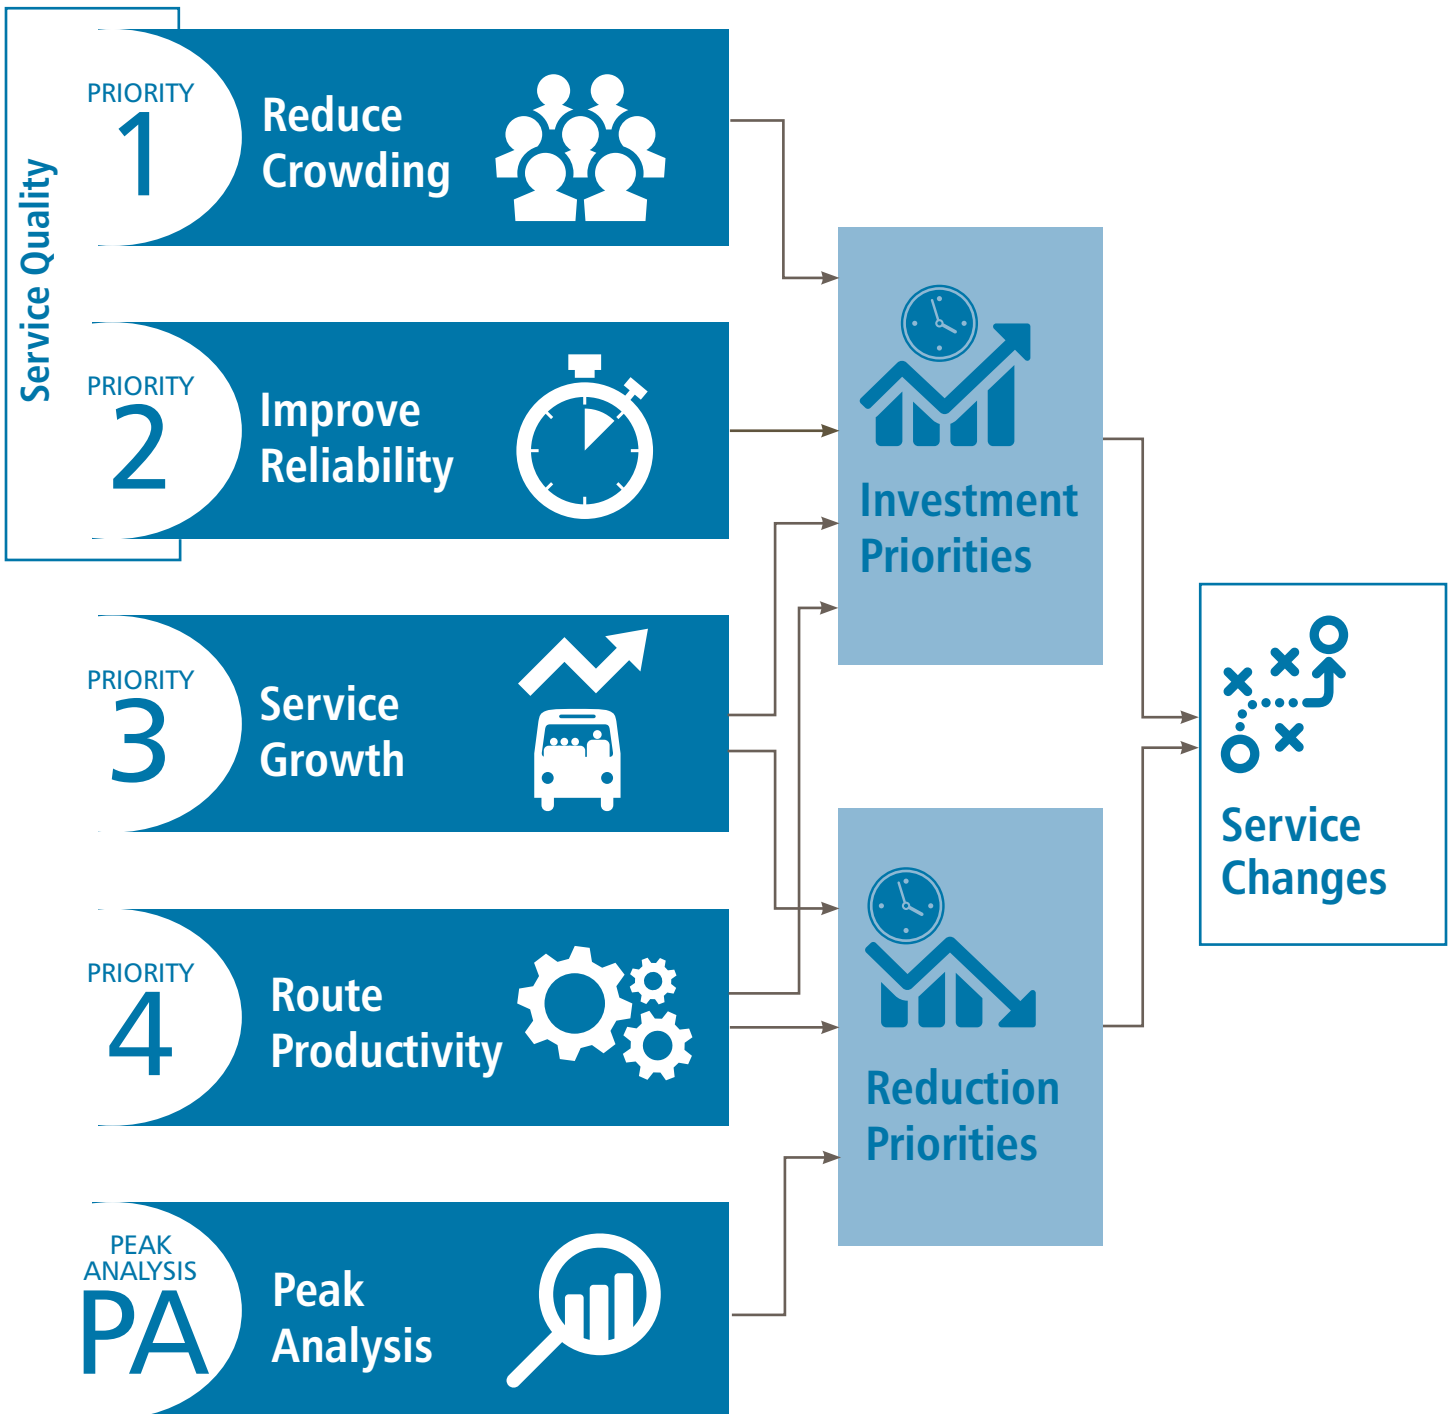 Service Quality
PRIORITY
1
Reduce
Crowding
PRIORITY
2
Improve
Reliability
PRIORITY
3
Service
Growth
PRIORITY
4
Route
Productivity
PEAK
ANALYSIS
PA
Peak
Analysis
Investment
Priorities
Reduction
Priorities
Service
Changes